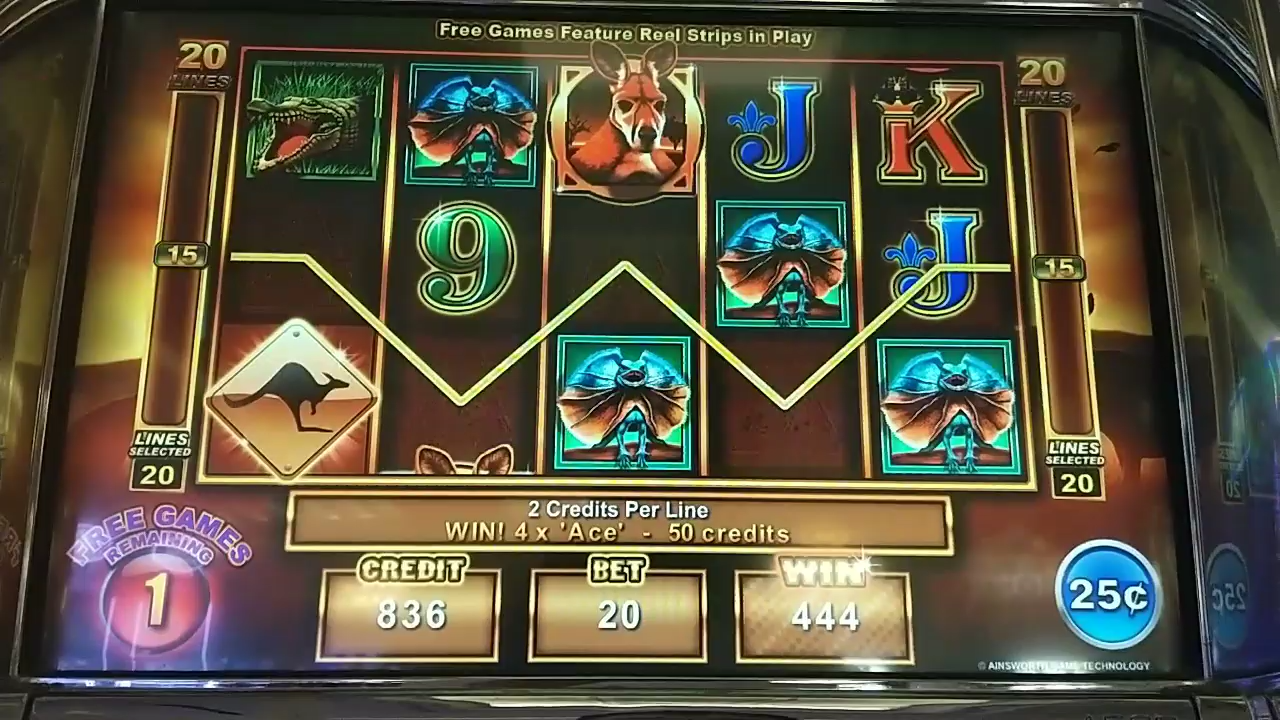 Free Games Feature Reel Strips in Play
20
LINES
20
LINES
J
K
9
J
15
15
LINES
SELECTED
20
LINES
SELECTED
20
2 Credits Per Line
WIN! 4 x 'Ace' - 50 credits
FREE GAMES
REMAINING
1
CREDIT
836
BET
20
WIN
444
25¢
© AINSWORTH GAME TECHNOLOGY